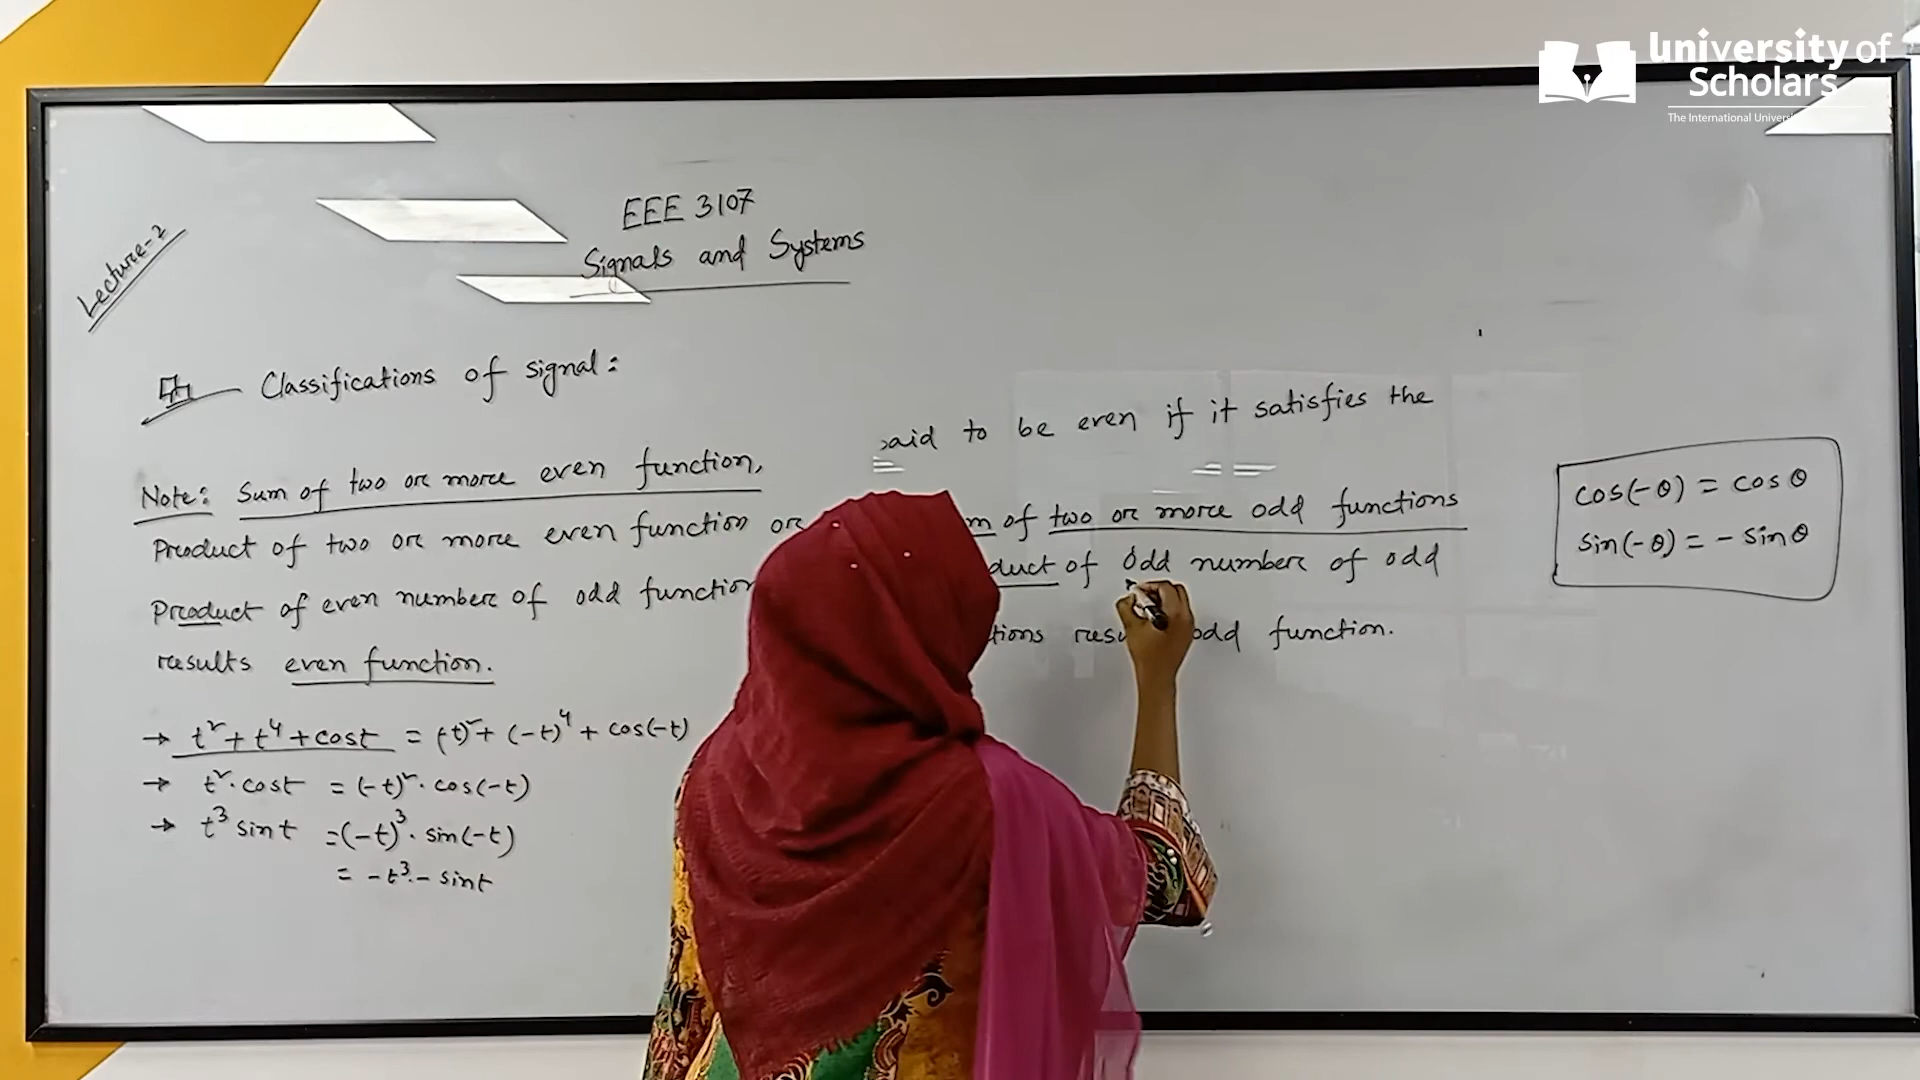 University of
Scholars
The International
Lecture-2
EEE 3107
Signals and Systems
Classifications of signal:
said to be even if it satisfies the
Note: Sum of two or more even function,
Product of two or more even function or
Product of even number of odd function
results even function.
→ t² + t⁴ + cost = (-t)² + (-t)⁴ + cos(-t)
→ t² · cost = (-t)² · cos(-t)
→ t³ sint = (-t)³ · sin(-t)
= -t³ · - sint
of two or more odd functions
of odd number of odd
odd function.
cos(-θ) = cosθ
sin(-θ) = - sinθ